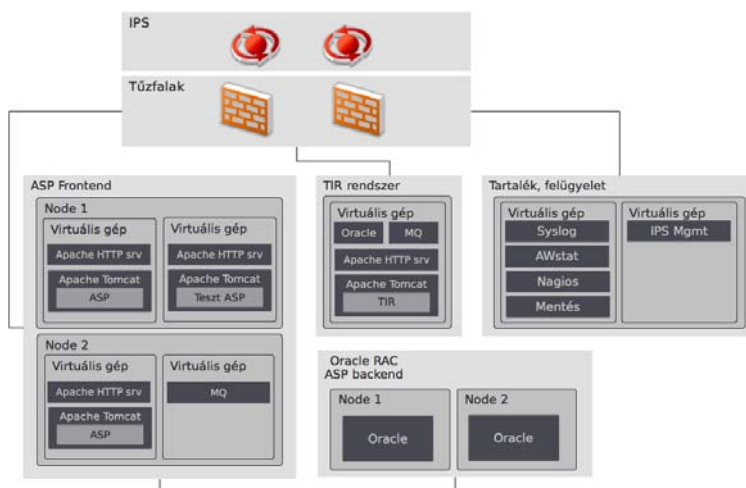 IPS
Tűzfalak
ASP Frontend
Node 1
Virtuális gép
Apache HTTP srv
Apache Tomcat
ASP
Virtuális gép
Apache HTTP srv
Apache Tomcat
Teszt ASP
Node 2
Virtuális gép
Apache HTTP srv
Apache Tomcat
ASP
Virtuális gép
MQ
TIR rendszer
Virtuális gép
Oracle
MQ
Apache HTTP srv
Apache Tomcat
TIR
Tartalék, felügyelet
Virtuális gép
Syslog
AWstat
Nagios
Mentés
Virtuális gép
IPS Mgmt
Oracle RAC
ASP backend
Node 1
Oracle
Node 2
Oracle